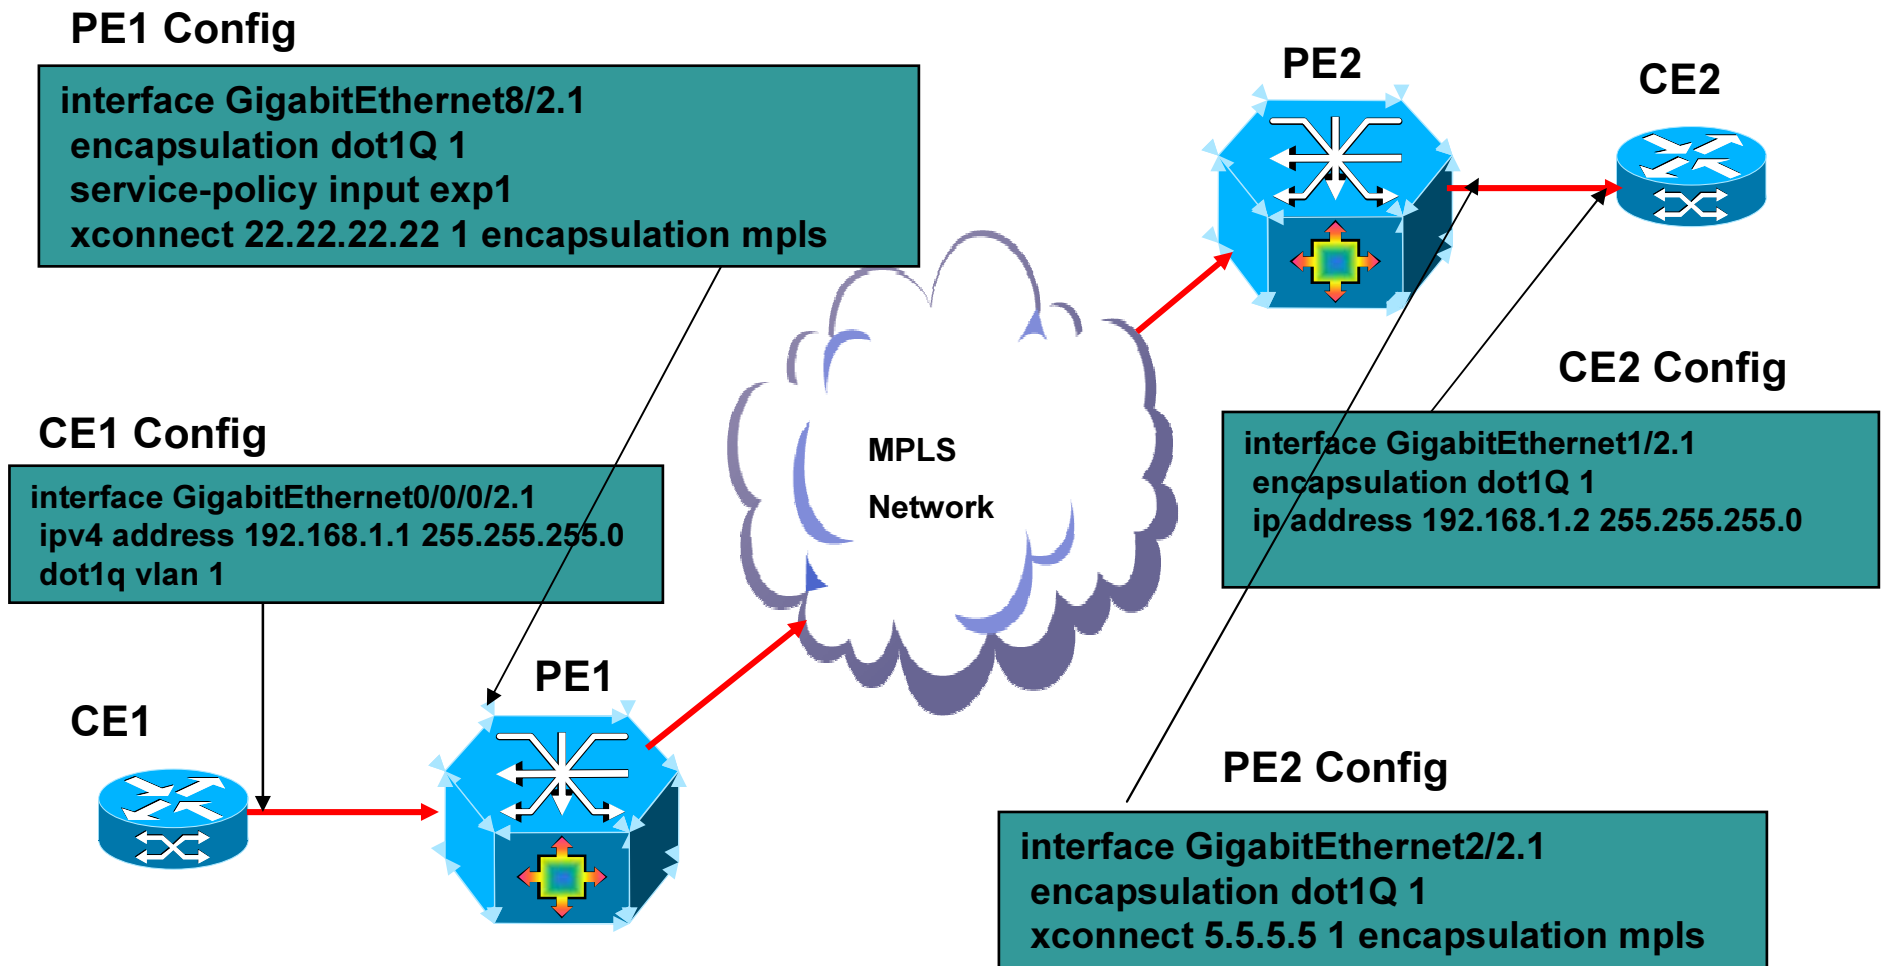 PE1 Config
interface GigabitEthernet8/2.1
encapsulation dot1Q 1
service-policy input exp1
xconnect 22.22.22.22 1 encapsulation mpls
PE2
CE2
CE2 Config
interface GigabitEthernet1/2.1
encapsulation dot1Q 1
ip address 192.168.1.2 255.255.255.0
MPLS
Network
CE1 Config
interface GigabitEthernet0/0/0/2.1
ipv4 address 192.168.1.1 255.255.255.0
dot1q vlan 1
CE1
PE1
PE2 Config
interface GigabitEthernet2/2.1
encapsulation dot1Q 1
xconnect 5.5.5.5 1 encapsulation mpls